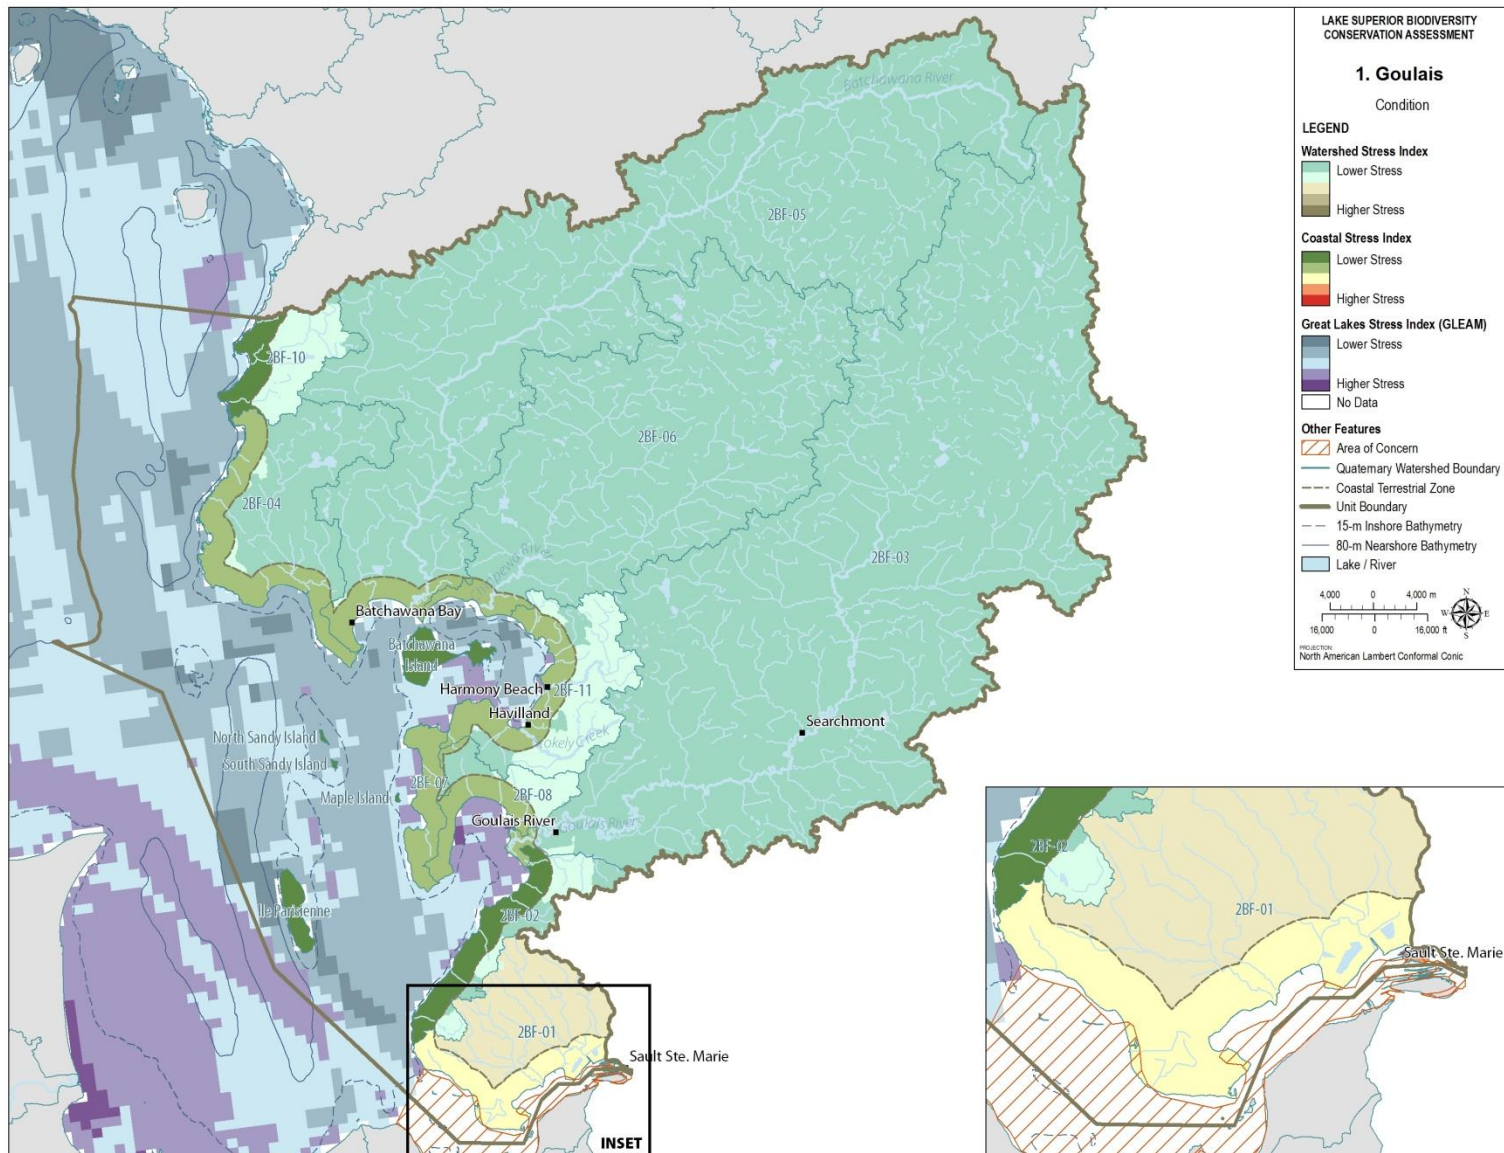 LAKE SUPERIOR BIODIVERSITY
CONSERVATION ASSESSMENT
1. Goulais
Condition
LEGEND
Watershed Stress Index
Lower Stress
Higher Stress
Coastal Stress Index
Lower Stress
Higher Stress
Great Lakes Stress Index (GLEAM)
Lower Stress
Higher Stress
No Data
Other Features
Area of Concern
Quaternary Watershed Boundary
Coastal Terrestrial Zone
Unit Boundary
15-m Inshore Bathymetry
80-m Nearshore Bathymetry
Lake / River
4,000 0 4,000 m
16,000 0 16,000 ft
N
W E
S
PROJECTION:
North American Lambert Conformal Conic
Batchawana River
2BF-05
2BF-10
2BF-06
2BF-04
2BF-03
Chippewa River
Batchawana Bay
Batchawana
Island
Harmony Beach
2BF-11
Havilland
Searchmont
Stokely Creek
North Sandy Island
South Sandy Island
2BF-07
Maple Island
2BF-08
Goulais River
Goulais River
Ile Parisienne
2BF-02
2BF-01
Sault Ste. Marie
INSET
2BF-02
2BF-01
Sault Ste. Marie